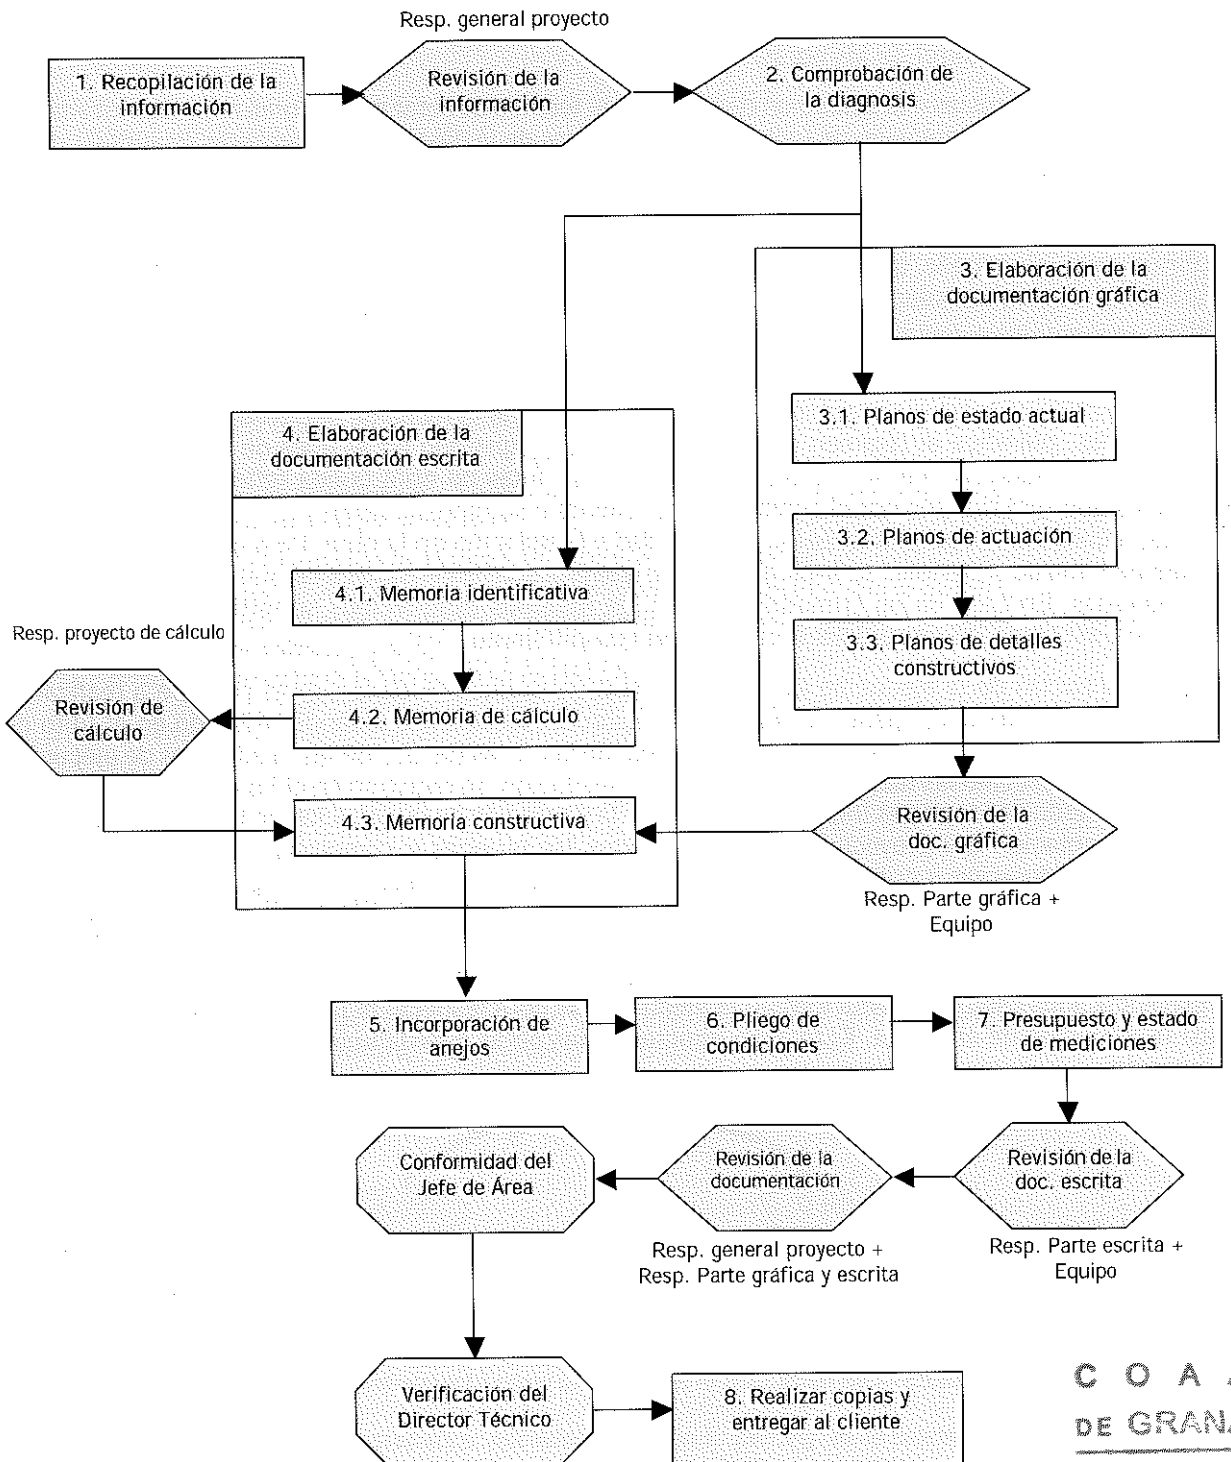 Resp. general proyecto
1. Recopilación de la
información
Revisión de la
información
2. Comprobación de
la diagnosis
3. Elaboración de la
documentación gráfica
3.1. Planos de estado actual
4. Elaboración de la
documentación escrita
3.2. Planos de actuación
4.1. Memoria identificativa
Resp. proyecto de cálculo
3.3. Planos de detalles
constructivos
Revisión de
cálculo
4.2. Memoria de cálculo
4.3. Memoria constructiva
Revisión de la
doc. gráfica
Resp. Parte gráfica +
Equipo
5. Incorporación de
anejos
6. Pliego de
condiciones
7. Presupuesto y estado
de mediciones
Conformidad del
Jefe de Área
Revisión de la
documentación
Revisión de la
doc. escrita
Resp. general proyecto +
Resp. Parte gráfica y escrita
Resp. Parte escrita +
Equipo
Verificación del
Director Técnico
8. Realizar copias y
entregar al cliente
C O A
DE GRAN